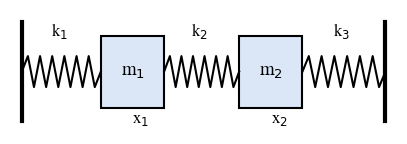 k₁ k₂ k₃
m₁ m₂
x₁ x₂